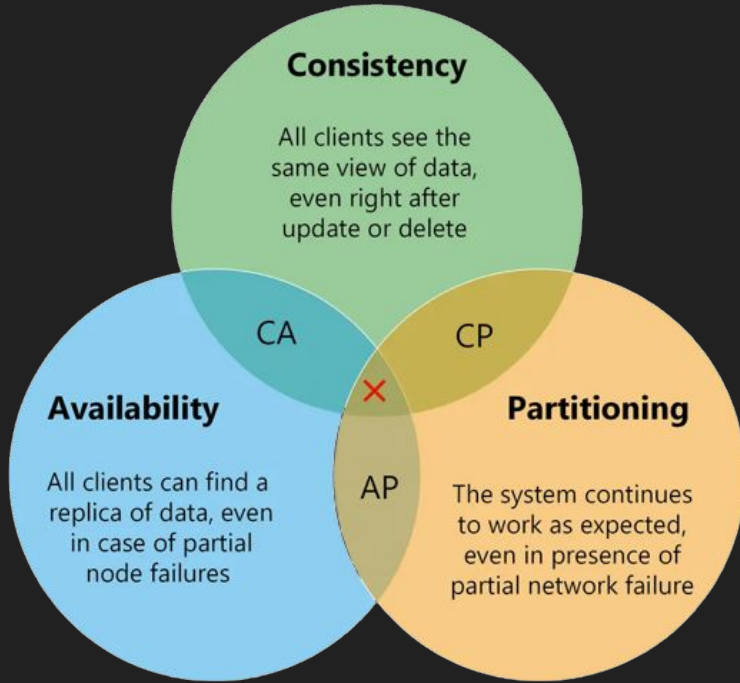 Consistency
All clients see the
same view of data,
even right after
update or delete
CA
CP
Availability
All clients can find a
replica of data, even
in case of partial
node failures
AP
Partitioning
The system continues
to work as expected,
even in presence of
partial network failure